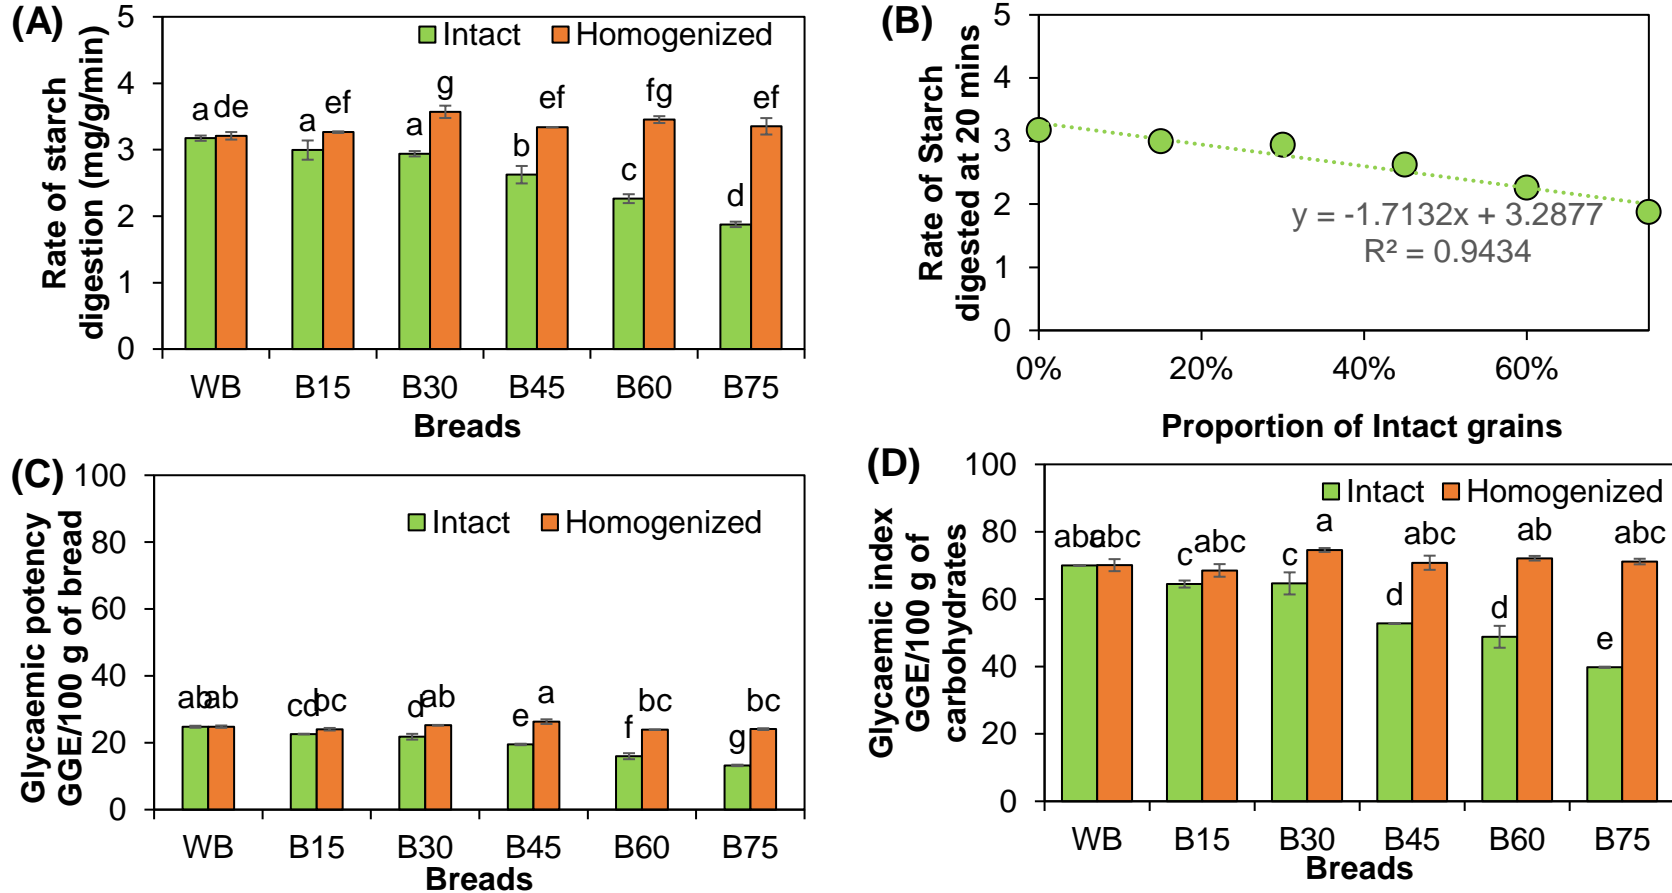 (A)
Rate of starch
digestion (mg/g/min)
5
4
3
2
1
0
Intact Homogenized
a de a ef a g b ef c fg d ef
WB B15 B30 B45 B60 B75
Breads
(B)
Rate of Starch
digested at 20 mins
5
4
3
2
1
0
y = -1.7132x + 3.2877
R² = 0.9434
0% 20% 40% 60%
Proportion of Intact grains
(C)
Glycaemic potency
GGE/100 g of bread
100
80
60
40
20
0
Intact Homogenized
ab ab cd bc d ab e a f bc g bc
WB B15 B30 B45 B60 B75
Breads
(D)
Glycaemic index
GGE/100 g of
carbohydrates
100
80
60
40
20
0
Intact Homogenized
abc abc c abc c a d abc d ab e abc
WB B15 B30 B45 B60 B75
Breads